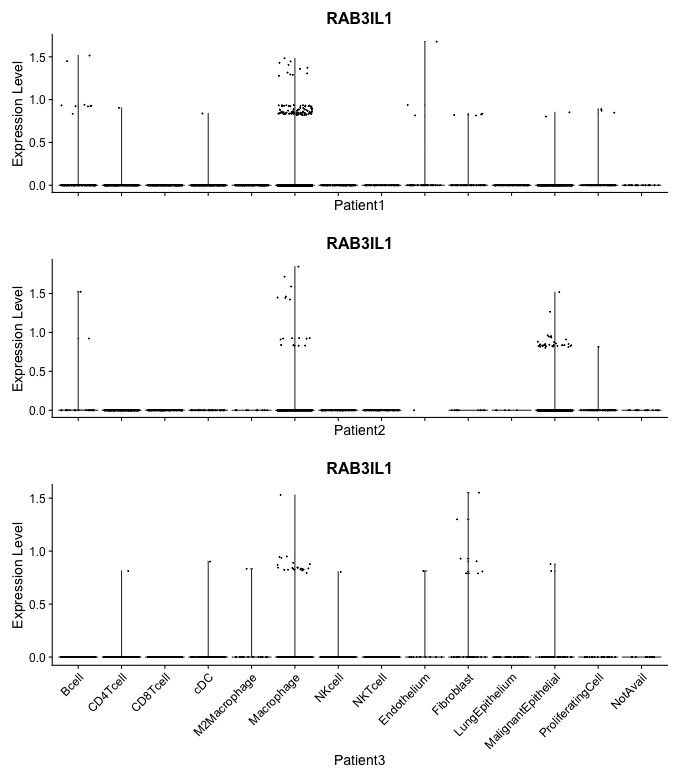 RAB3IL1
Expression Level
1.5
1.0
0.5
0.0
Patient1
RAB3IL1
Expression Level
1.5
1.0
0.5
0.0
Patient2
RAB3IL1
Expression Level
1.5
1.0
0.5
0.0
Bcell
CD4Tcell
CD8Tcell
cDC
M2Macrophage
Macrophage
NKcell
NKTcell
Endothelium
Fibroblast
LungEpithelium
MalignantEpithelial
ProliferatingCell
NotAvail
Patient3